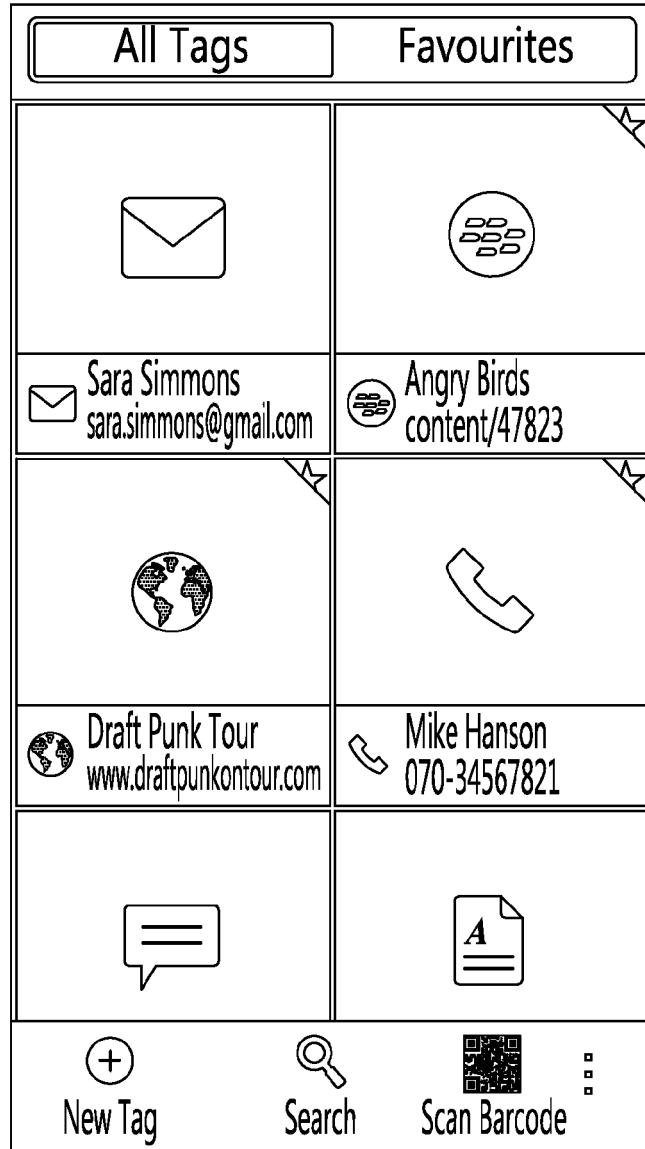 All Tags
Favourites
Sara Simmons
sara.simmons@gmail.com
Angry Birds
content/47823
Draft Punk Tour
www.draftpunkontour.com
Mike Hanson
070-34567821
A
New Tag
Search
Scan Barcode